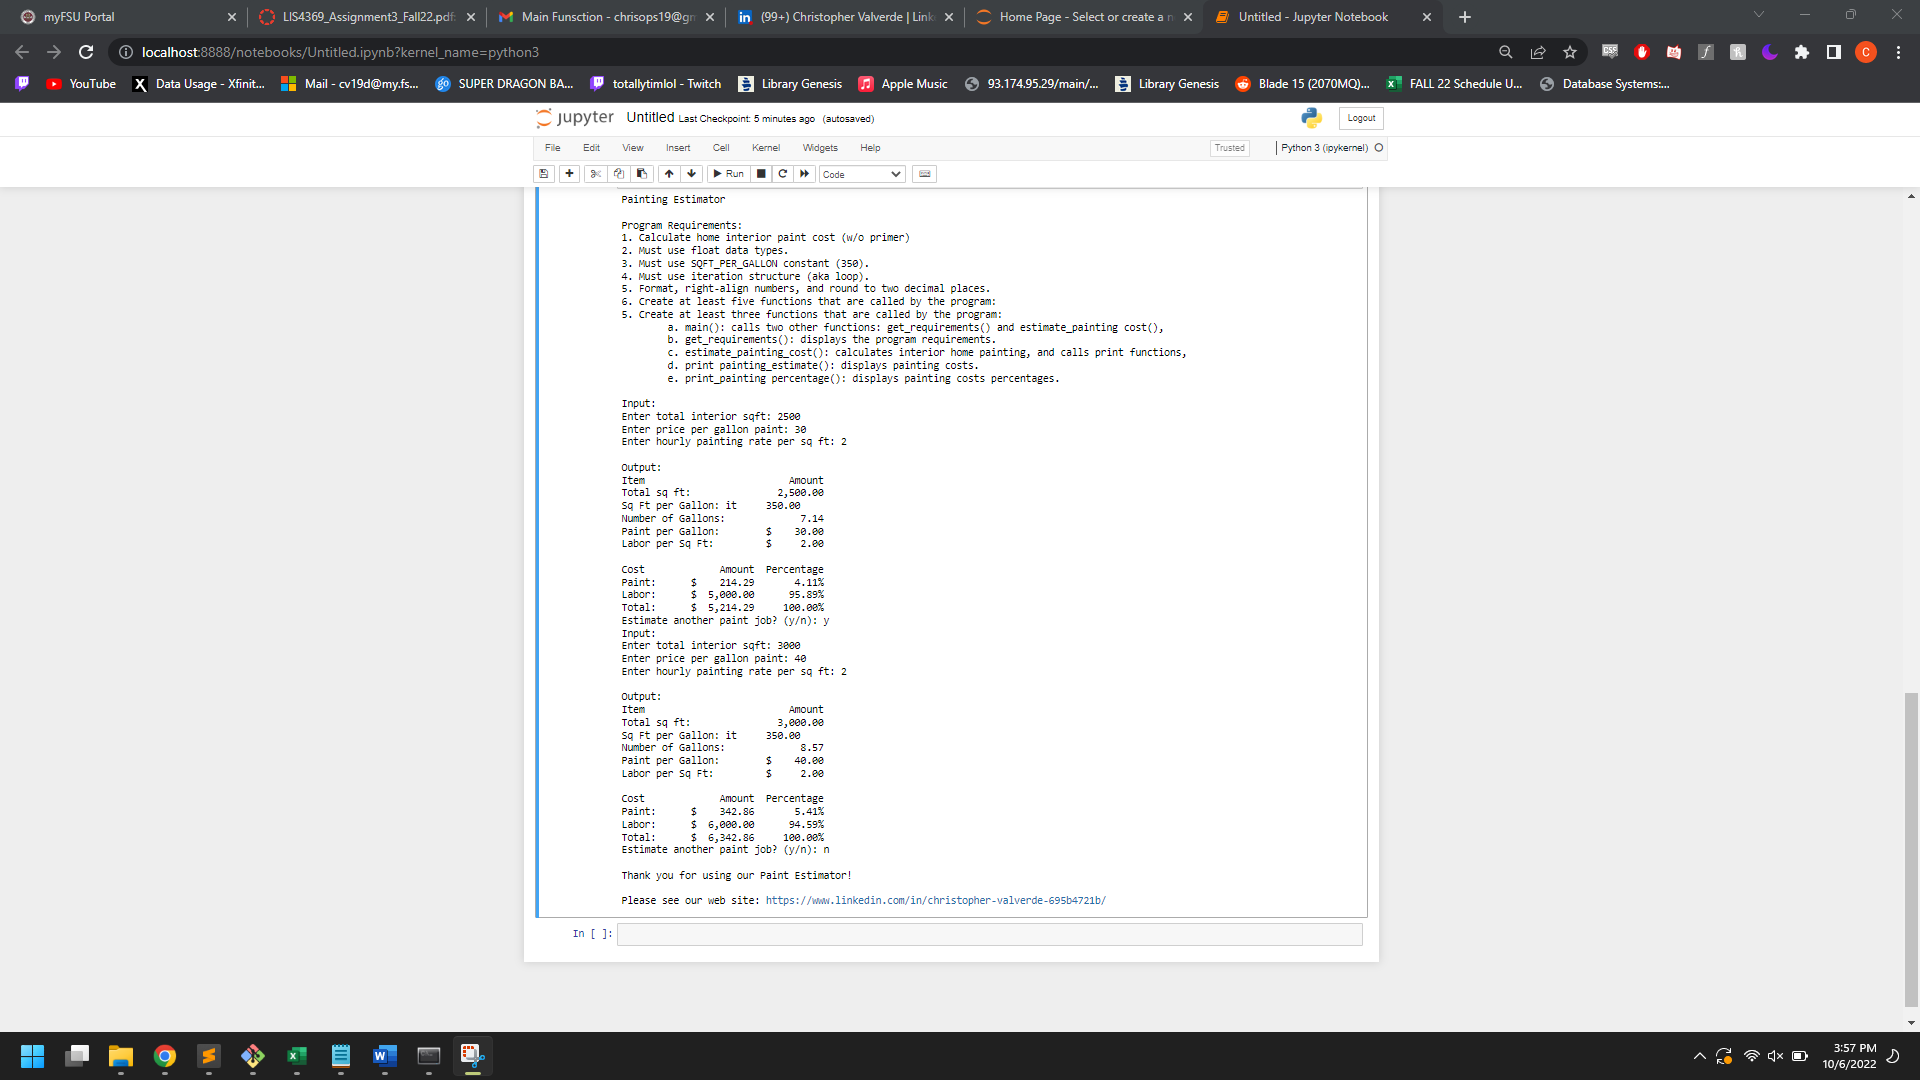 myFSU Portal
LIS4369_Assignment3_Fall22.pdf:
Main Funsction - chrisops19@gm
(99+) Christopher Valverde | Link
Home Page - Select or create a n
Untitled - Jupyter Notebook
localhost:8888/notebooks/Untitled.ipynb?kernel_name=python3
YouTube
Data Usage - Xfinit...
Mail - cv19d@my.fs...
SUPER DRAGON BA...
totallytimlol - Twitch
Library Genesis
Apple Music
93.174.95.29/main/...
Library Genesis
Blade 15 (2070MQ)...
FALL 22 Schedule U...
Database Systems:...
jupyter Untitled Last Checkpoint: 5 minutes ago (autosaved)
Logout
File Edit View Insert Cell Kernel Widgets Help
Trusted
Python 3 (ipykernel)
Run
Code
Painting Estimator
Program Requirements:
1. Calculate home interior paint cost (w/o primer)
2. Must use float data types.
3. Must use SQFT_PER_GALLON constant (350).
4. Must use iteration structure (aka loop).
5. Format, right-align numbers, and round to two decimal places.
6. Create at least five functions that are called by the program:
5. Create at least three functions that are called by the program:
a. main(): calls two other functions: get_requirements() and estimate_painting cost(),
b. get_requirements(): displays the program requirements.
c. estimate_painting_cost(): calculates interior home painting, and calls print functions,
d. print painting_estimate(): displays painting costs.
e. print_painting percentage(): displays painting costs percentages.
Input:
Enter total interior sqft: 2500
Enter price per gallon paint: 30
Enter hourly painting rate per sq ft: 2
Output:
Item Amount
Total sq ft: 2,500.00
Sq Ft per Gallon: it 350.00
Number of Gallons: 7.14
Paint per Gallon: $ 30.00
Labor per Sq Ft: $ 2.00
Cost Amount Percentage
Paint: $ 214.29 4.11%
Labor: $ 5,000.00 95.89%
Total: $ 5,214.29 100.00%
Estimate another paint job? (y/n): y
Input:
Enter total interior sqft: 3000
Enter price per gallon paint: 40
Enter hourly painting rate per sq ft: 2
Output:
Item Amount
Total sq ft: 3,000.00
Sq Ft per Gallon: it 350.00
Number of Gallons: 8.57
Paint per Gallon: $ 40.00
Labor per Sq Ft: $ 2.00
Cost Amount Percentage
Paint: $ 342.86 5.41%
Labor: $ 6,000.00 94.59%
Total: $ 6,342.86 100.00%
Estimate another paint job? (y/n): n
Thank you for using our Paint Estimator!
Please see our web site: https://www.linkedin.com/in/christopher-valverde-695b4721b/
In [ ]:
3:57 PM
10/6/2022